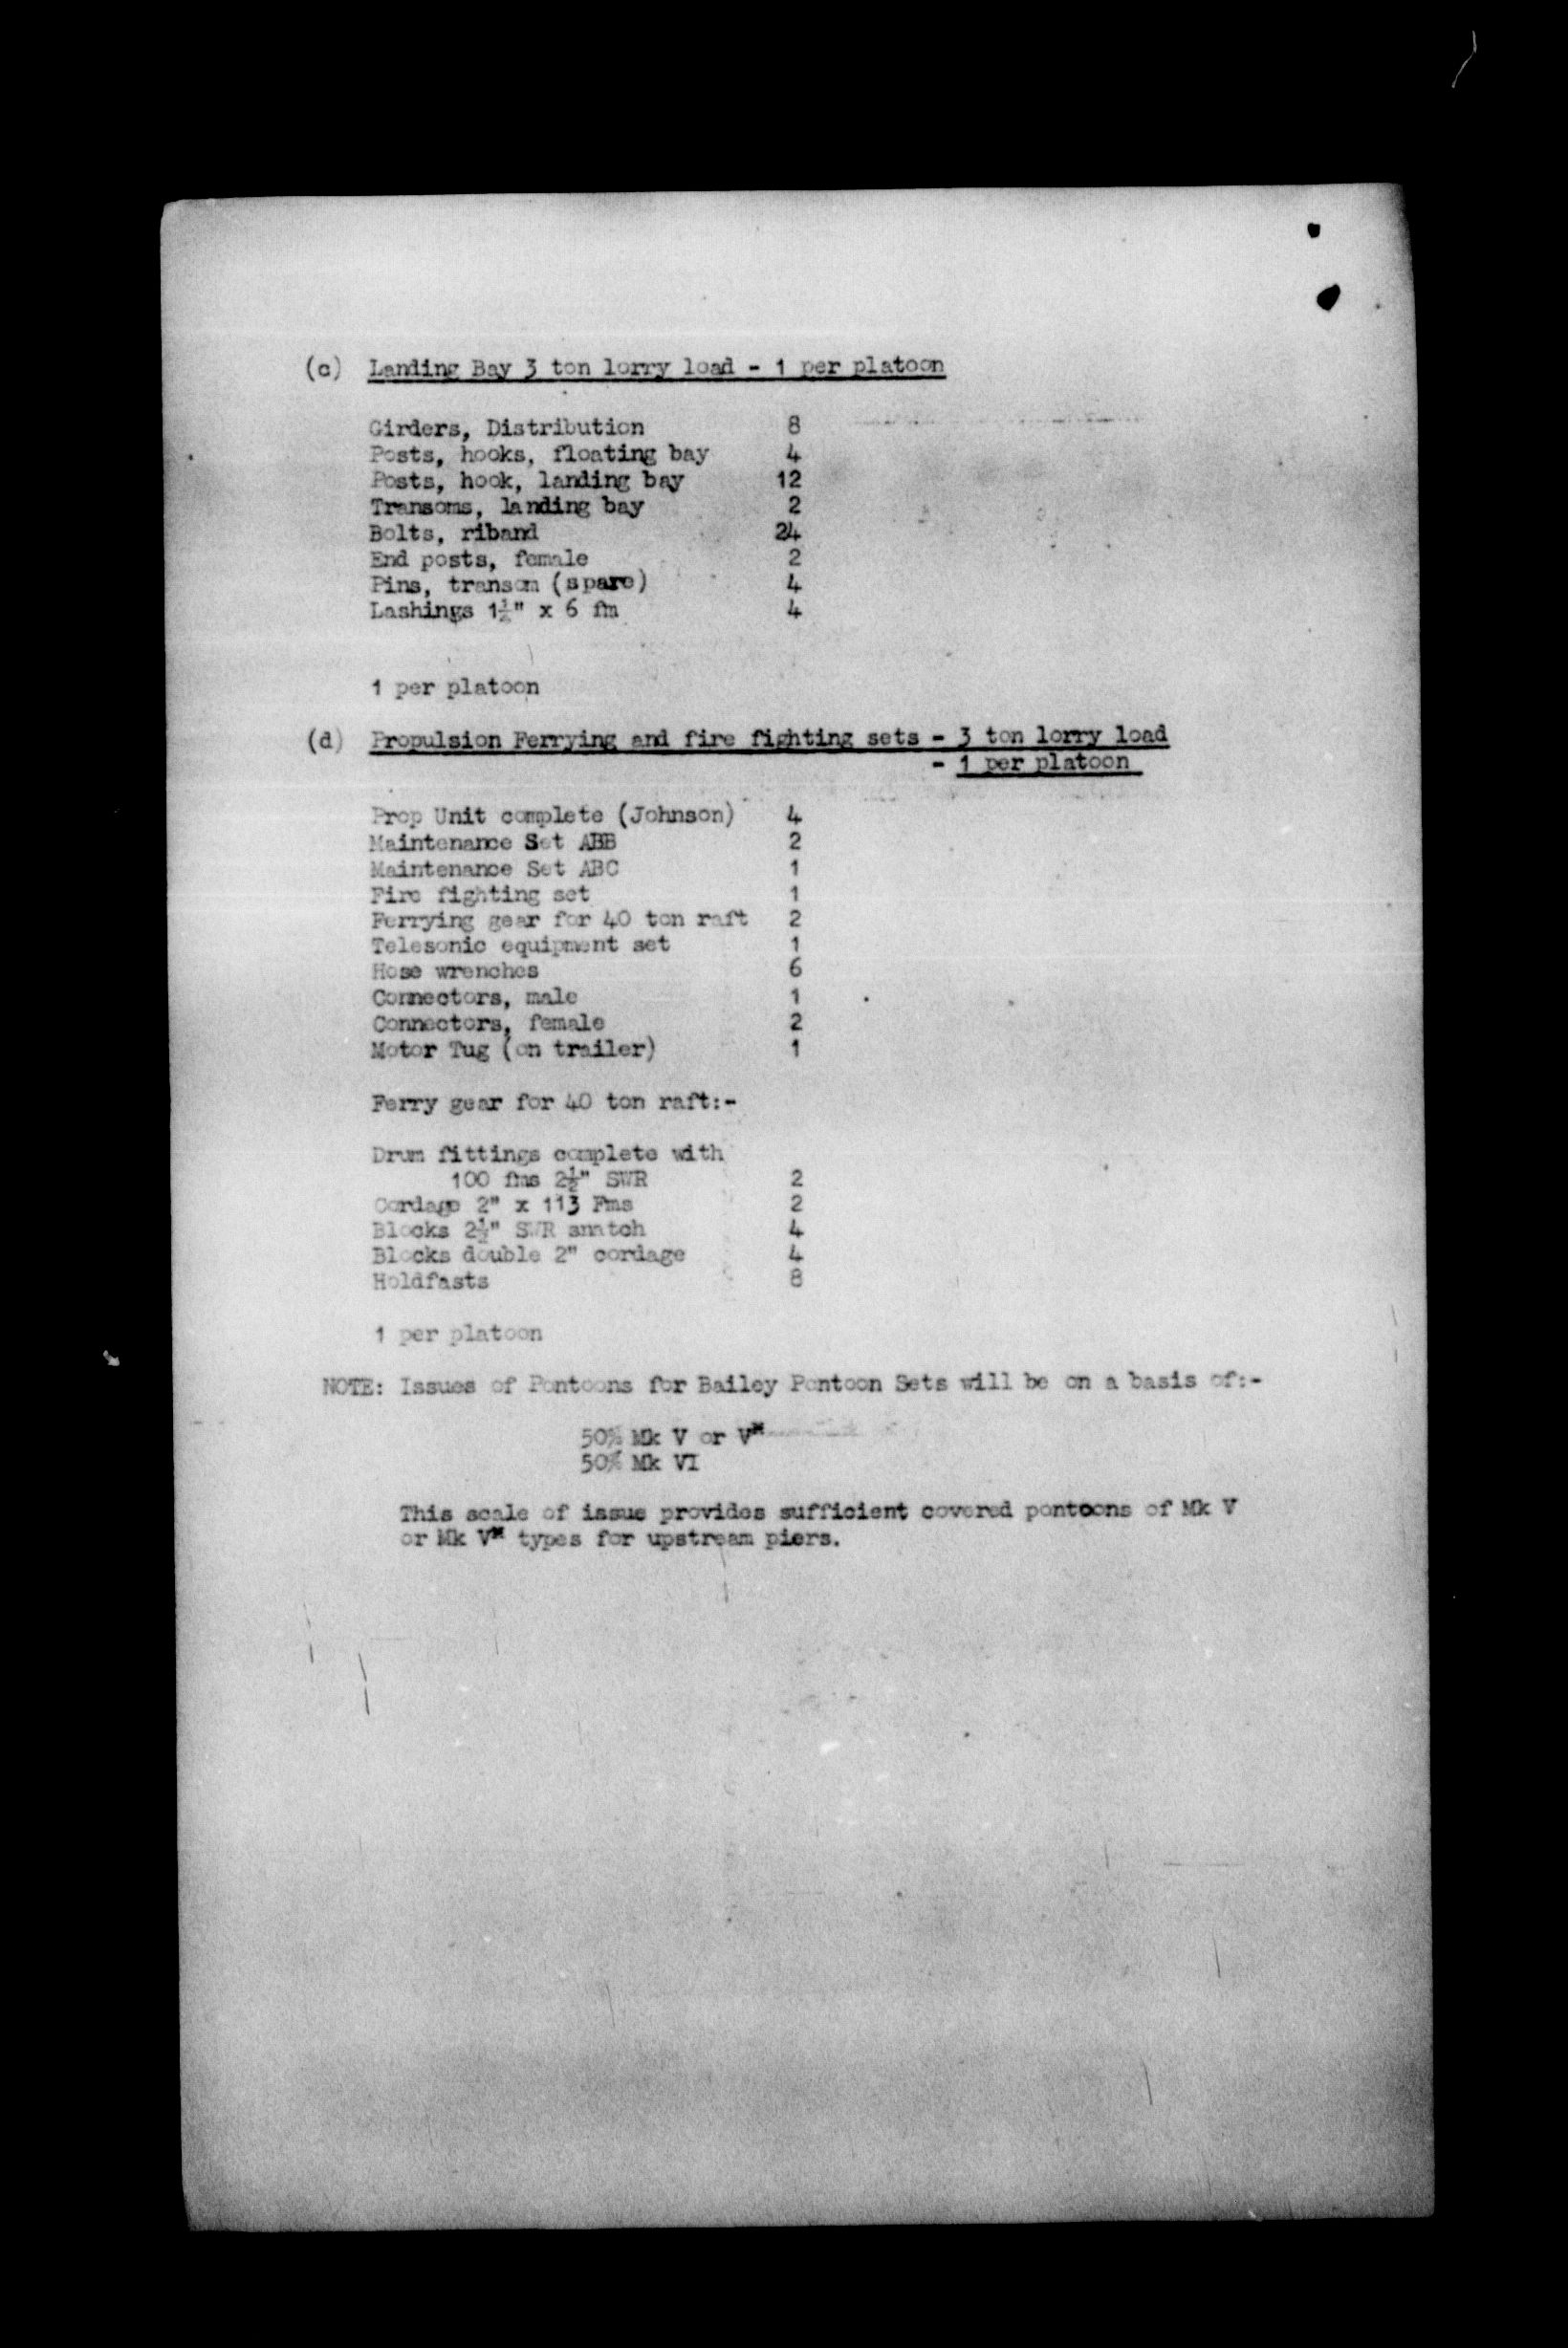 (c) Landing Bay 3 ton lorry load - 1 per platoon
Girders, Distribution 8
Posts, hooks, floating bay 4
Posts, hook, landing bay 12
Transoms, landing bay 2
Bolts, riband 24
End posts, female 2
Pins, transom (spare) 4
Lashings 1½" x 6 fm 4
1 per platoon
(d) Propulsion Ferrying and fire fighting sets - 3 ton lorry load
- 1 per platoon
Prop Unit complete (Johnson) 4
Maintenance Set ABB 2
Maintenance Set ABC 1
Fire fighting set 1
Ferrying gear for 40 ton raft 2
Telesonic equipment set 1
Hose wrenches 6
Connectors, male 1
Connectors, female 2
Motor Tug (on trailer) 1
Ferry gear for 40 ton raft:-
Drum fittings complete with
100 fms 2½" SWR 2
Cordage 2" x 113 Fms 2
Blocks 2½" SWR snatch 4
Blocks double 2" cordage 4
Holdfasts 8
1 per platoon
NOTE: Issues of Pontoons for Bailey Pontoon Sets will be on a basis of:-
50% Mk V or V*
50% Mk VI
This scale of issue provides sufficient covered pontoons of Mk V
or Mk V* types for upstream piers.